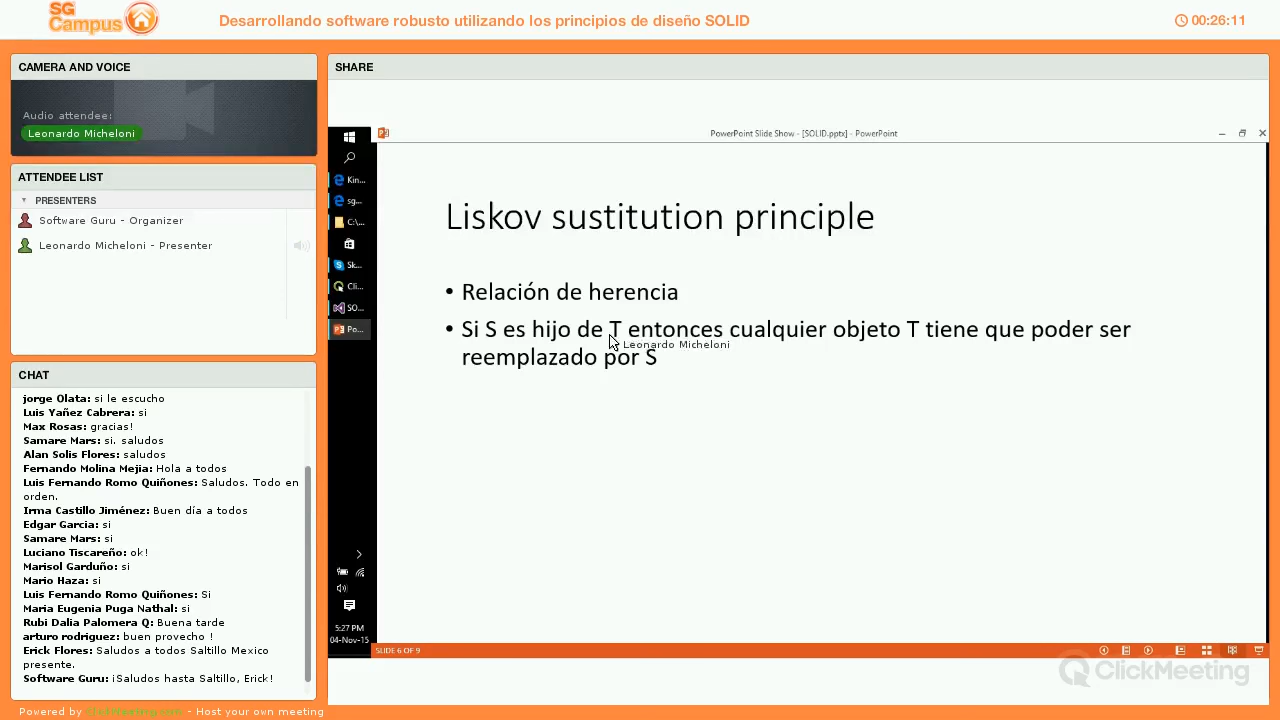 SG Campus
Desarrollando software robusto utilizando los principios de diseño SOLID
00:26:11
CAMERA AND VOICE
Audio attendee:
Leonardo Micheloni
ATTENDEE LIST
PRESENTERS
Software Guru - Organizer
Leonardo Micheloni - Presenter
CHAT
jorge Olata: si le escucho
Luis Yañez Cabrera: si
Max Rosas: gracias!
Samare Mars: si. saludos
Alan Solis Flores: saludos
Fernando Molina Mejia: Hola a todos
Luis Fernando Romo Quiñones: Saludos. Todo en
orden.
Irma Castillo Jiménez: Buen día a todos
Edgar Garcia: si
Samare Mars: si
Luciano Tiscareño: ok!
Marisol Garduño: si
Mario Haza: si
Luis Fernando Romo Quiñones: Si
Maria Eugenia Puga Nathal: si
Rubi Dalia Palomera Q: Buena tarde
arturo rodriguez: buen provecho !
Erick Flores: Saludos a todos Saltillo Mexico
presente.
Software Guru: ¡Saludos hasta Saltillo, Erick!
Powered by ClickMeeting.com - Host your own meeting
SHARE
PowerPoint Slide Show - [SOLID.pptx] - PowerPoint
Kin...
sg...
C:\...
Sk...
Cli...
SO...
Po...
5:27 PM
04-Nov-15
Liskov sustitution principle
• Relación de herencia
• Si S es hijo de T entonces cualquier objeto T tiene que poder ser
reemplazado por S
Leonardo Micheloni
SLIDE 6 OF 9
ClickMeeting